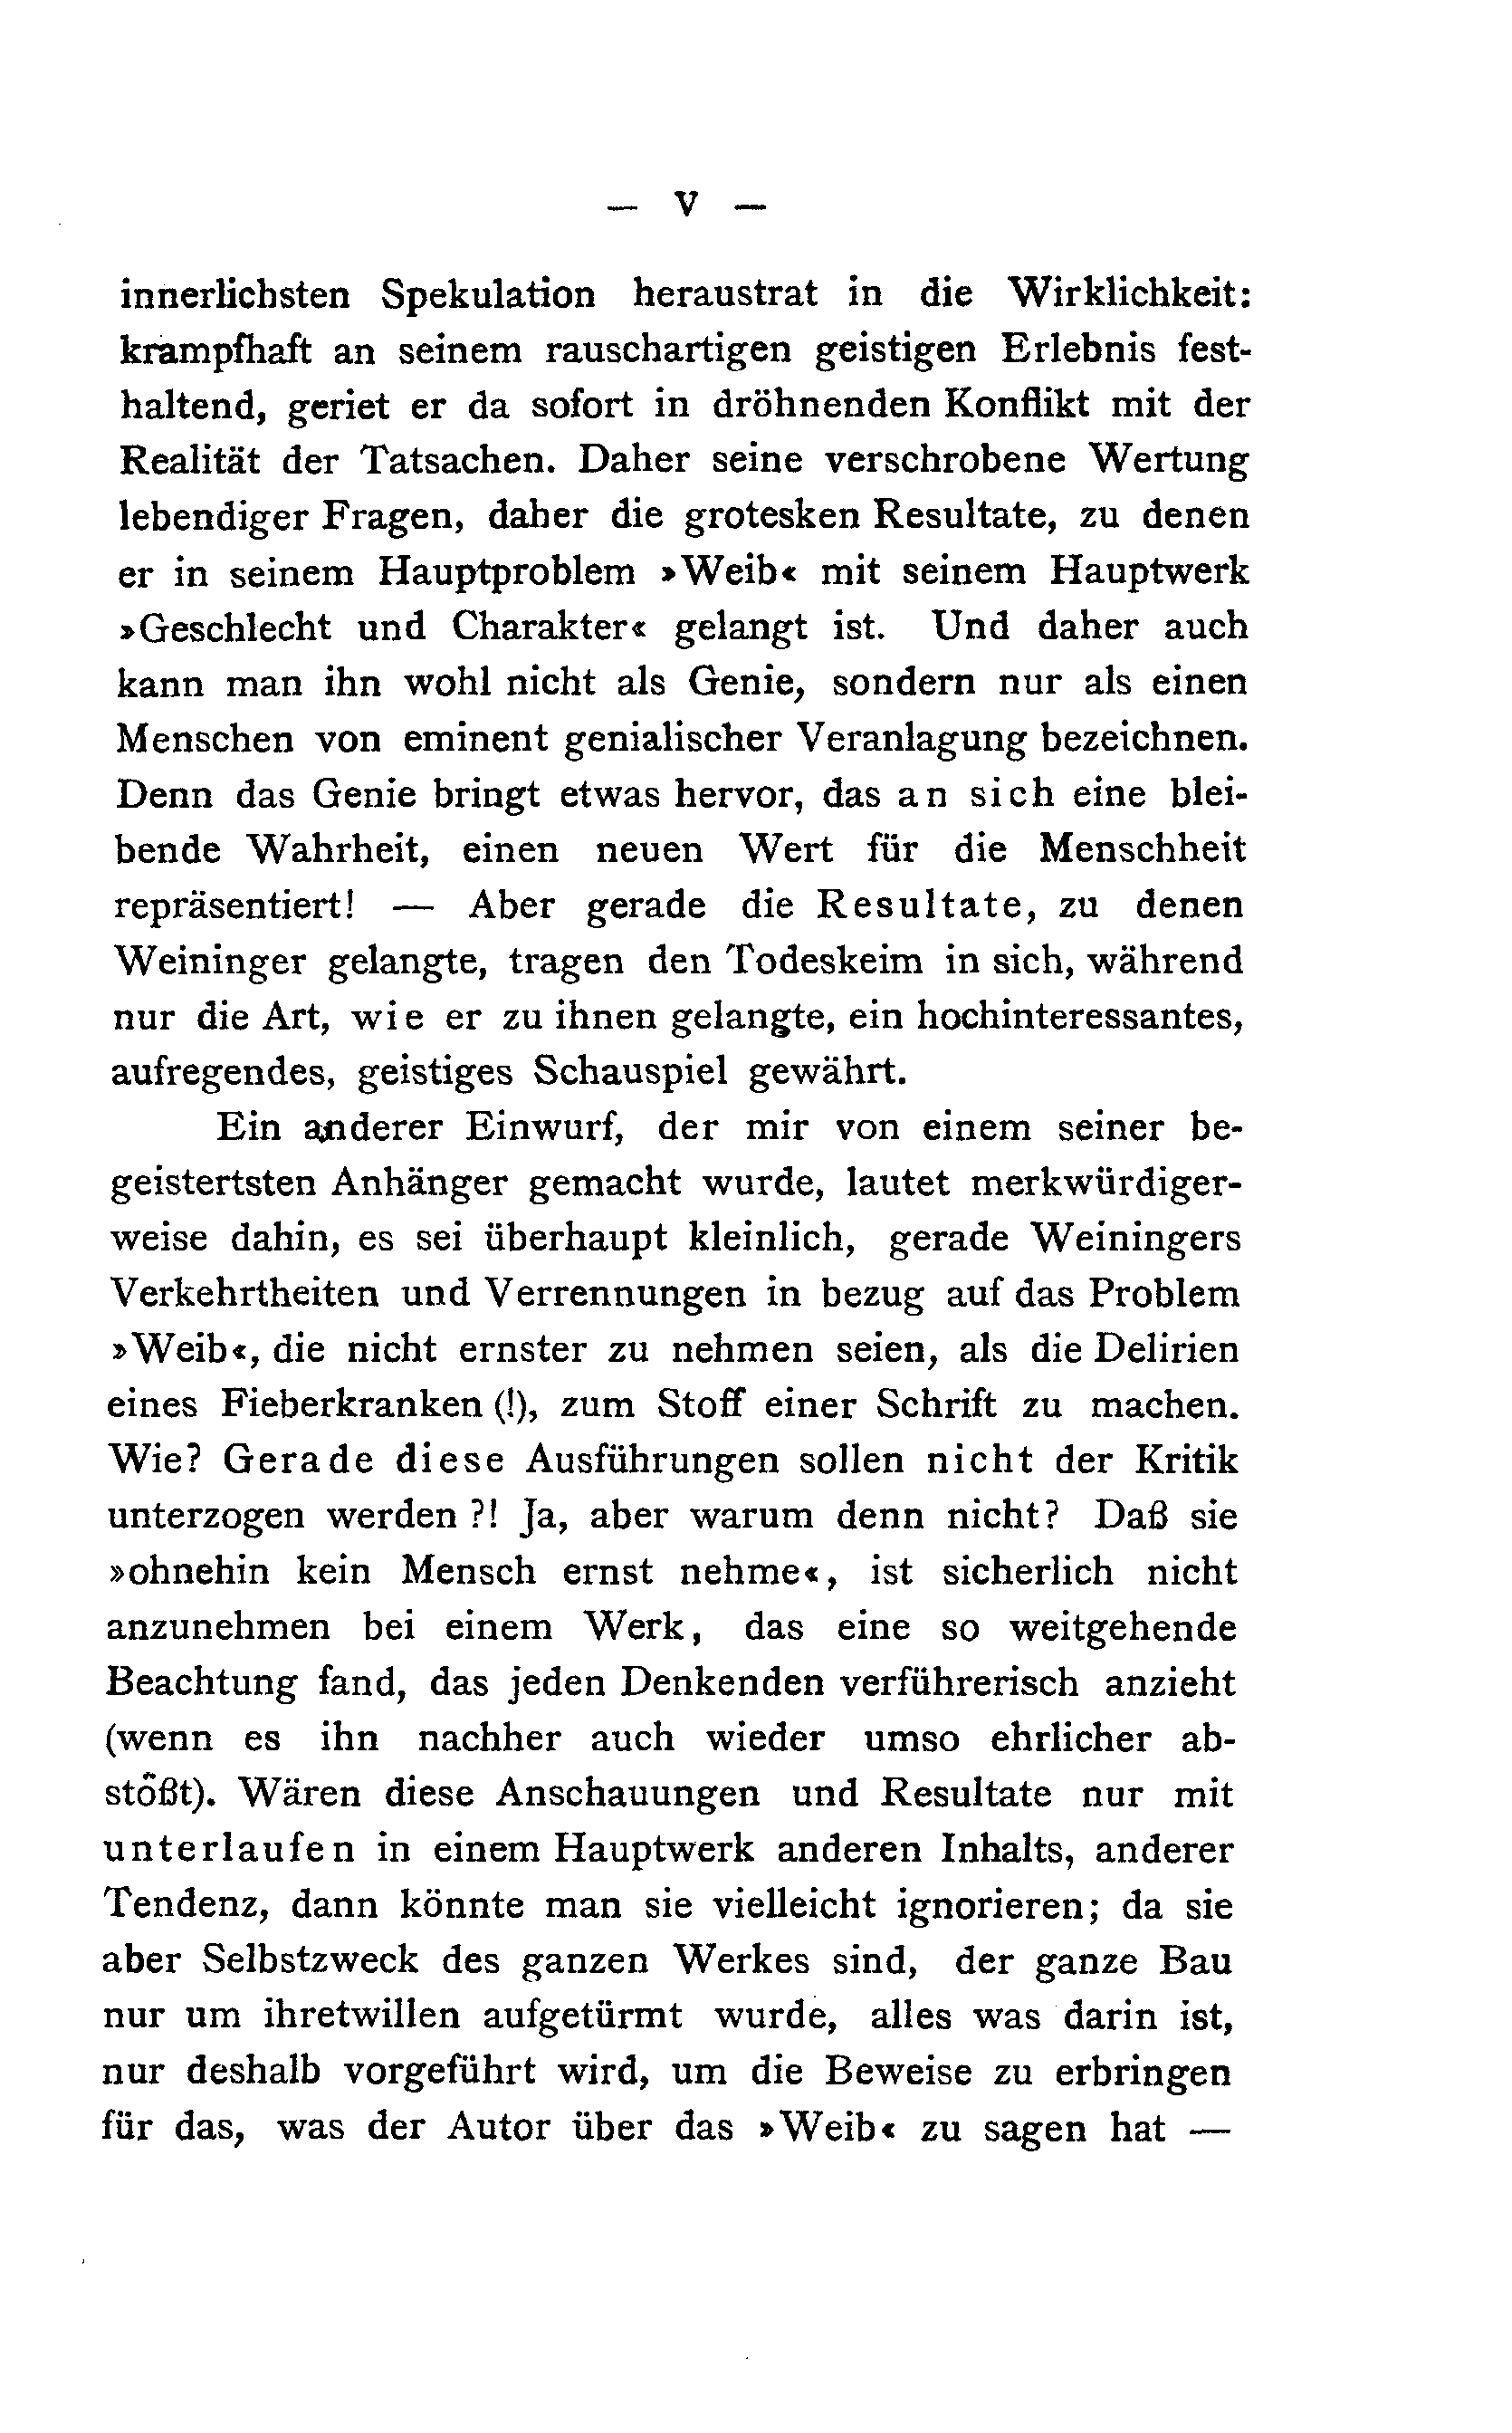 — V —
innerlichsten Spekulation heraustrat in die Wirklichkeit:
krampfhaft an seinem rauschartigen geistigen Erlebnis fest-
haltend, geriet er da sofort in dröhnenden Konflikt mit der
Realität der Tatsachen. Daher seine verschrobene Wertung
lebendiger Fragen, daher die grotesken Resultate, zu denen
er in seinem Hauptproblem »Weib« mit seinem Hauptwerk
»Geschlecht und Charakter« gelangt ist. Und daher auch
kann man ihn wohl nicht als Genie, sondern nur als einen
Menschen von eminent genialischer Veranlagung bezeichnen.
Denn das Genie bringt etwas hervor, das an sich eine blei-
bende Wahrheit, einen neuen Wert für die Menschheit
repräsentiert! — Aber gerade die Resultate, zu denen
Weininger gelangte, tragen den Todeskeim in sich, während
nur die Art, wie er zu ihnen gelangte, ein hochinteressantes,
aufregendes, geistiges Schauspiel gewährt.
Ein anderer Einwurf, der mir von einem seiner be-
geistertsten Anhänger gemacht wurde, lautet merkwürdiger-
weise dahin, es sei überhaupt kleinlich, gerade Weiningers
Verkehrtheiten und Verrennungen in bezug auf das Problem
»Weib«, die nicht ernster zu nehmen seien, als die Delirien
eines Fieberkranken (!), zum Stoff einer Schrift zu machen.
Wie? Gerade diese Ausführungen sollen nicht der Kritik
unterzogen werden ?! Ja, aber warum denn nicht? Daß sie
»ohnehin kein Mensch ernst nehme«, ist sicherlich nicht
anzunehmen bei einem Werk, das eine so weitgehende
Beachtung fand, das jeden Denkenden verführerisch anzieht
(wenn es ihn nachher auch wieder umso ehrlicher ab-
stößt). Wären diese Anschauungen und Resultate nur mit
unterlaufen in einem Hauptwerk anderen Inhalts, anderer
Tendenz, dann könnte man sie vielleicht ignorieren; da sie
aber Selbstzweck des ganzen Werkes sind, der ganze Bau
nur um ihretwillen aufgetürmt wurde, alles was darin ist,
nur deshalb vorgeführt wird, um die Beweise zu erbringen
für das, was der Autor über das »Weib« zu sagen hat —